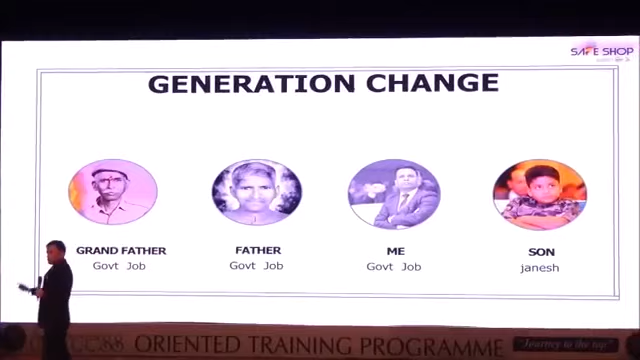 SAFE SHOP
GENERATION CHANGE
GRAND FATHER
Govt Job
FATHER
Govt Job
ME
Govt Job
SON
janesh
ORIENTED TRAINING PROGRAMME
"Journey to the top"